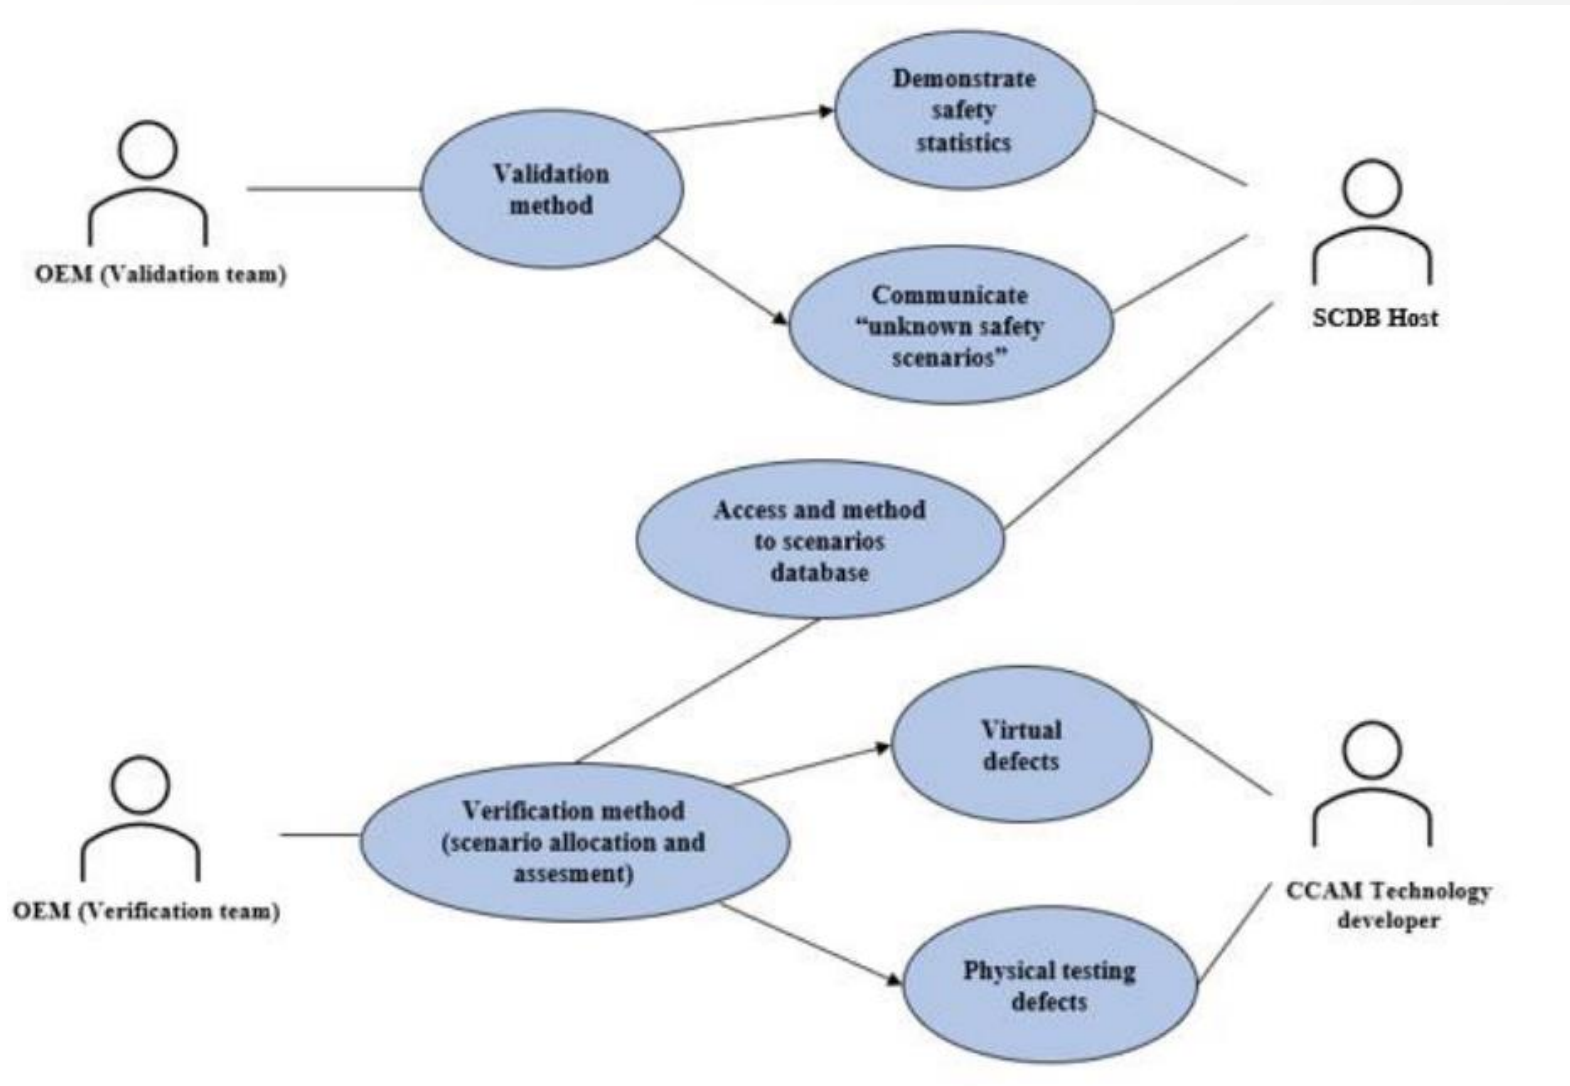 Demonstrate
safety
statistics
Validation
method
OEM (Validation team)
Communicate
“unknown safety
scenarios”
SCDB Host
Access and method
to scenarios
database
Virtual
defects
Verification method
(scenario allocation and
assesment)
OEM (Verification team)
CCAM Technology
developer
Physical testing
defects